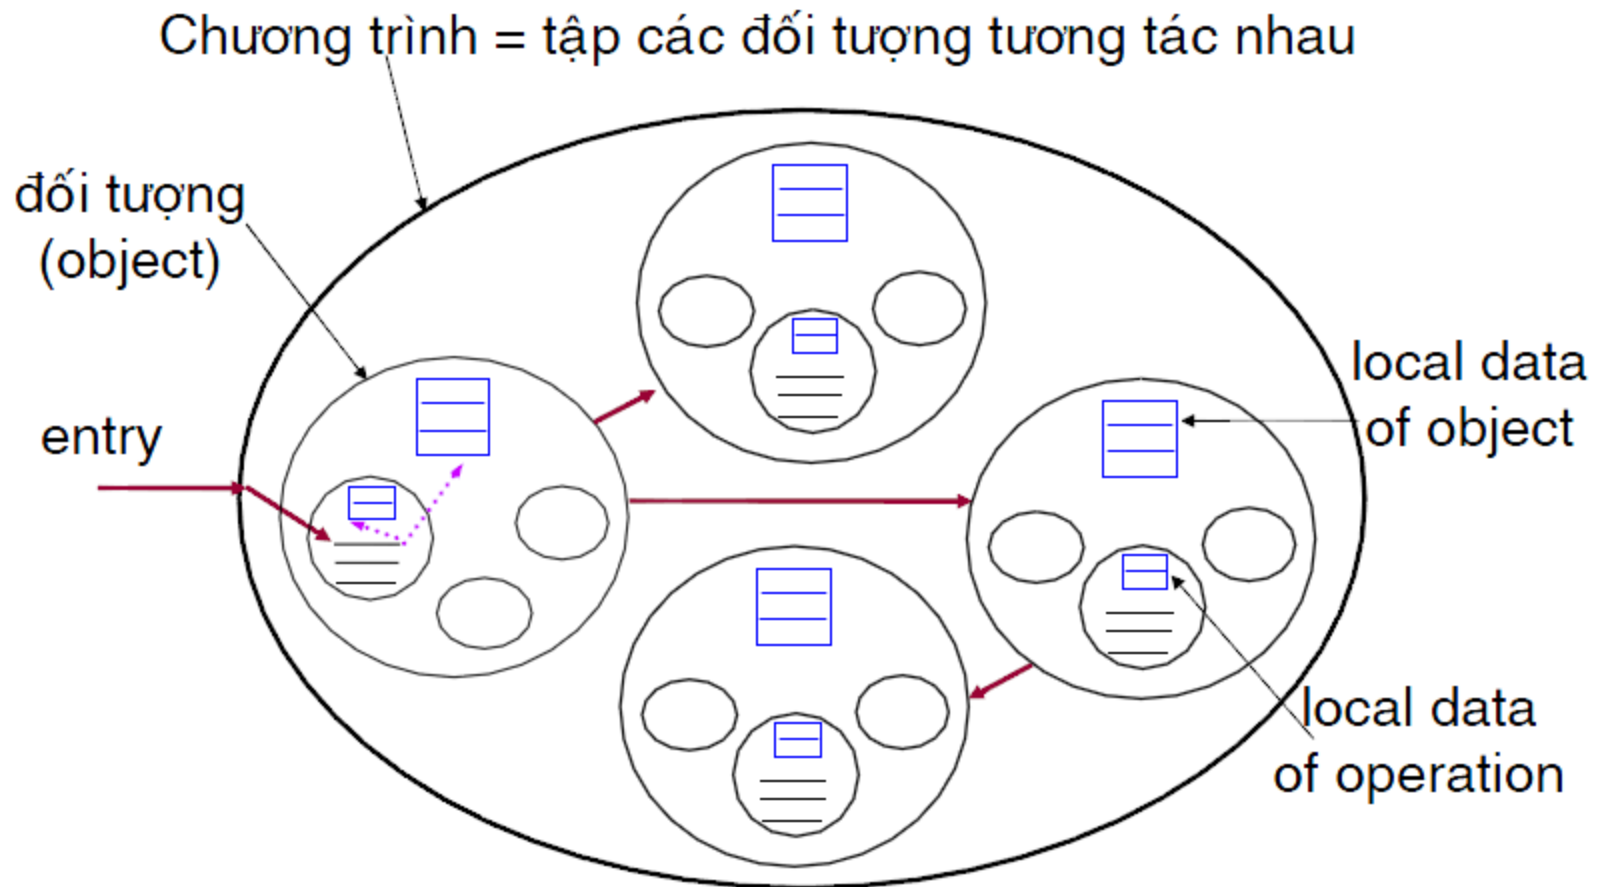 Chương trình = tập các đối tượng tương tác nhau
đối tượng
(object)
entry
local data
of object
local data
of operation